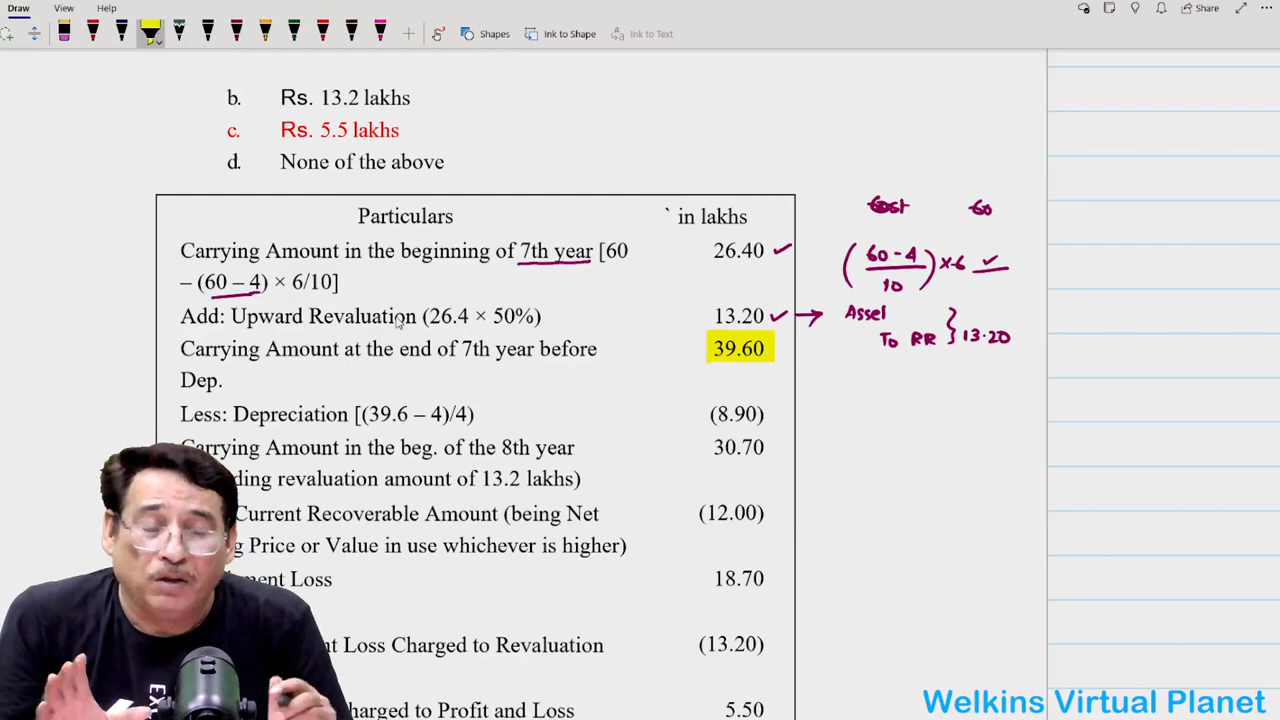 Draw View Help
Share
Shapes Ink to Shape Ink to Text
b. Rs. 13.2 lakhs
c. Rs. 5.5 lakhs
d. None of the above
Particulars ` in lakhs
Carrying Amount in the beginning of 7th year [60 26.40
– (60 – 4) × 6/10]
Add: Upward Revaluation (26.4 × 50%) 13.20
Carrying Amount at the end of 7th year before 39.60
Dep.
Less: Depreciation [(39.6 – 4)/4) (8.90)
Carrying Amount in the beg. of the 8th year 30.70
ding revaluation amount of 13.2 lakhs)
Current Recoverable Amount (being Net (12.00)
g Price or Value in use whichever is higher)
ment Loss 18.70
nt Loss Charged to Revaluation (13.20)
harged to Profit and Loss 5.50
Cost 60
(60-4
10) ×6
Asset
To RR } 13.20
EX
Welkins Virtual Planet